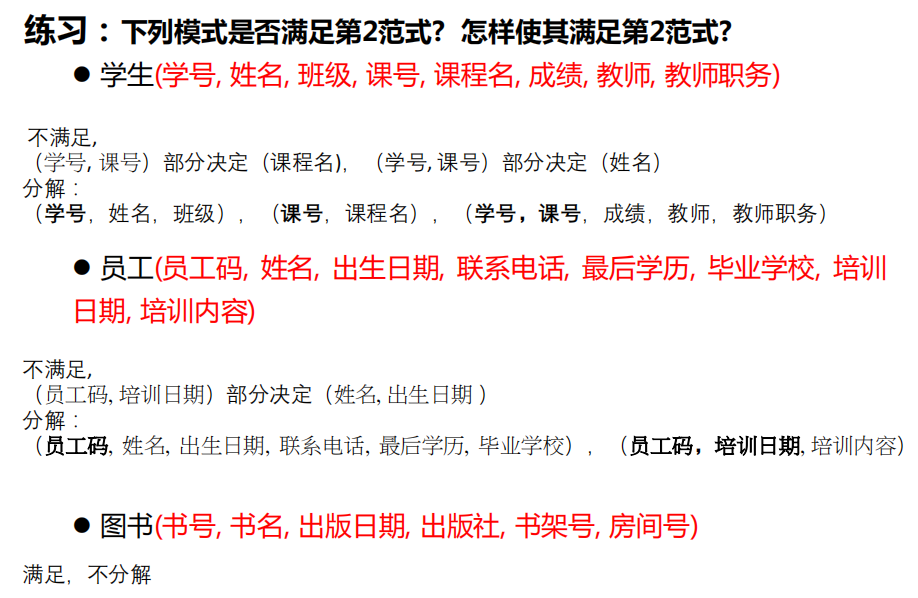 练习：下列模式是否满足第2范式？怎样使其满足第2范式？
● 学生(学号, 姓名, 班级, 课号, 课程名, 成绩, 教师, 教师职务)
不满足,
（学号, 课号）部分决定（课程名)，（学号, 课号）部分决定（姓名）
分解：
（学号，姓名，班级），（课号，课程名），（学号，课号，成绩，教师，教师职务）
● 员工(员工码, 姓名, 出生日期, 联系电话, 最后学历, 毕业学校, 培训
日期, 培训内容)
不满足,
（员工码, 培训日期）部分决定（姓名, 出生日期 ）
分解：
（员工码, 姓名, 出生日期, 联系电话, 最后学历, 毕业学校），（员工码，培训日期, 培训内容）
● 图书(书号, 书名, 出版日期, 出版社, 书架号, 房间号)
满足，不分解